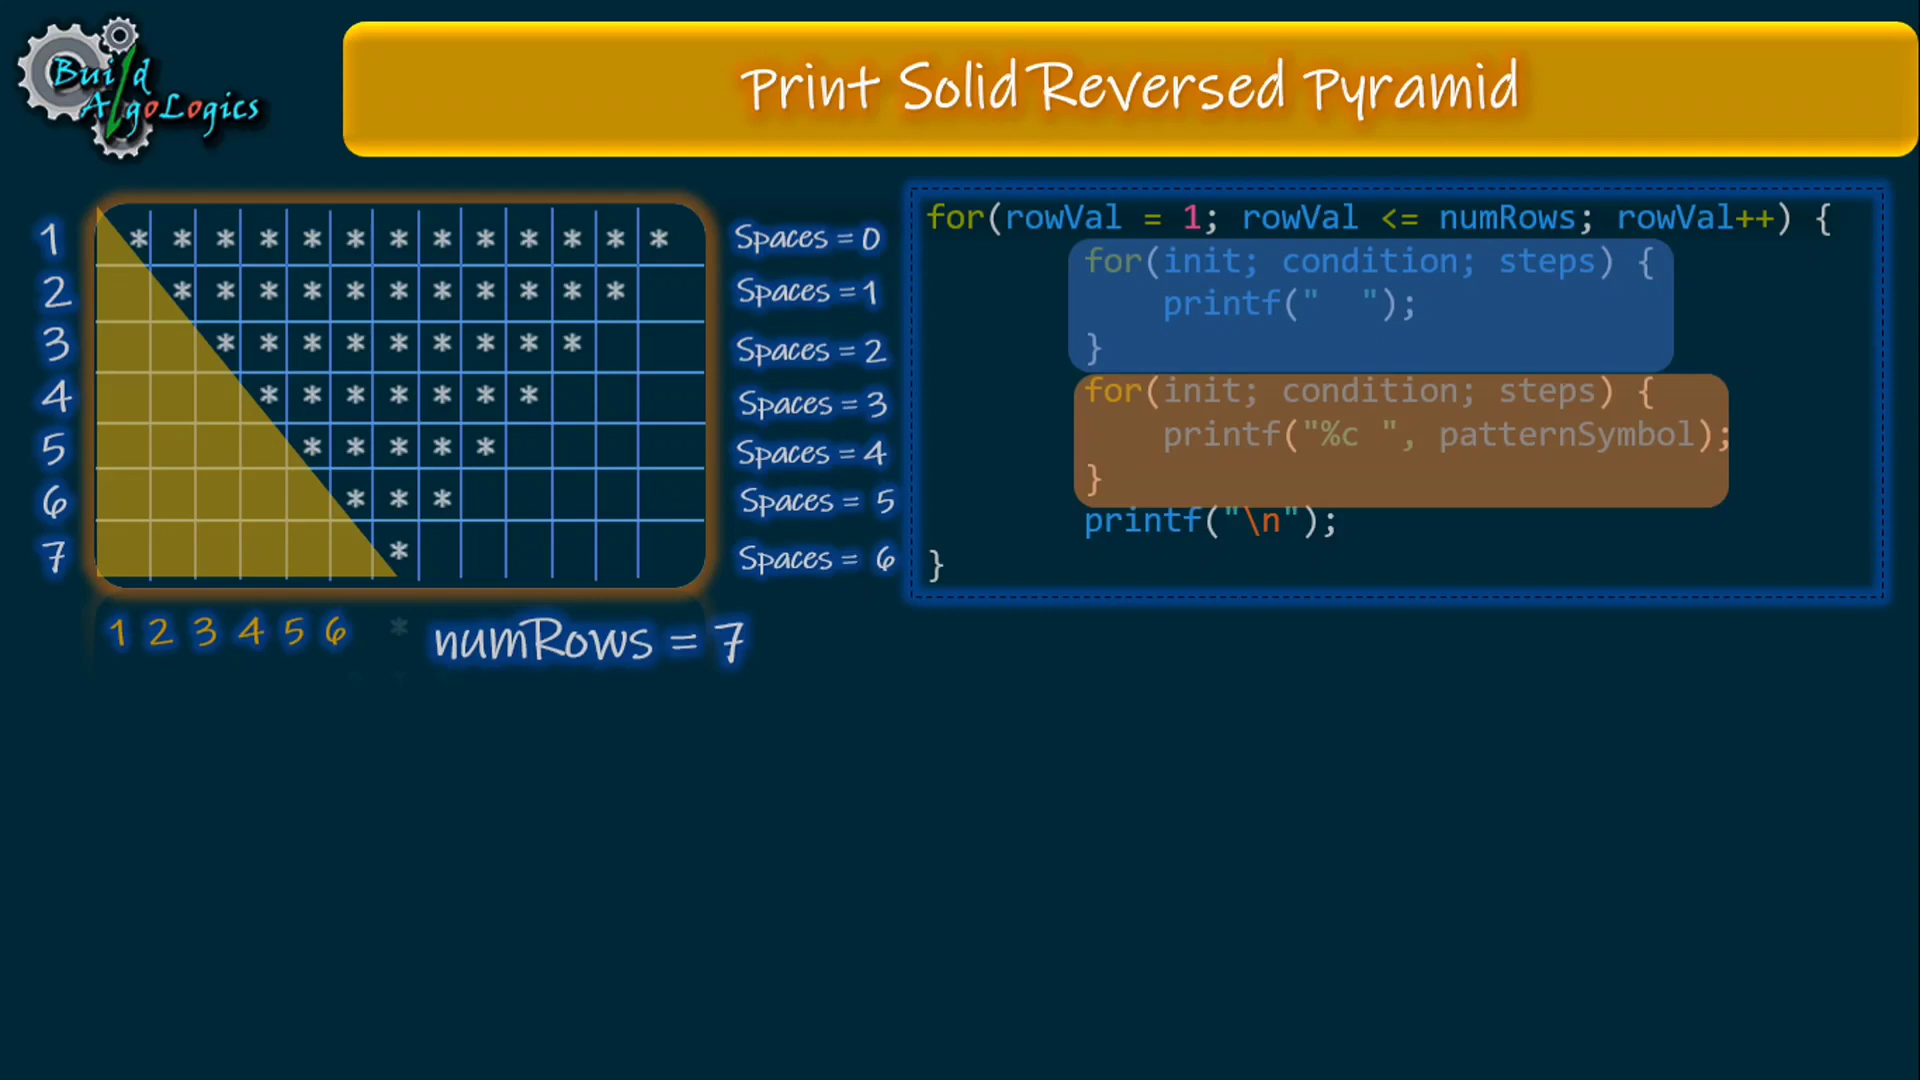 Build
AlgoLogics
Print Solid Reversed Pyramid
1 * * * * * * * * * * * * * Spaces = 0
2 * * * * * * * * * * * Spaces = 1
3 * * * * * * * * * Spaces = 2
4 * * * * * * * Spaces = 3
5 * * * * * Spaces = 4
6 * * * Spaces = 5
7 * Spaces = 6
1 2 3 4 5 6 * numRows = 7
for(rowVal = 1; rowVal <= numRows; rowVal++) {
for(init; condition; steps) {
printf("  ");
}
for(init; condition; steps) {
printf("%c ", patternSymbol);
}
printf("\n");
}